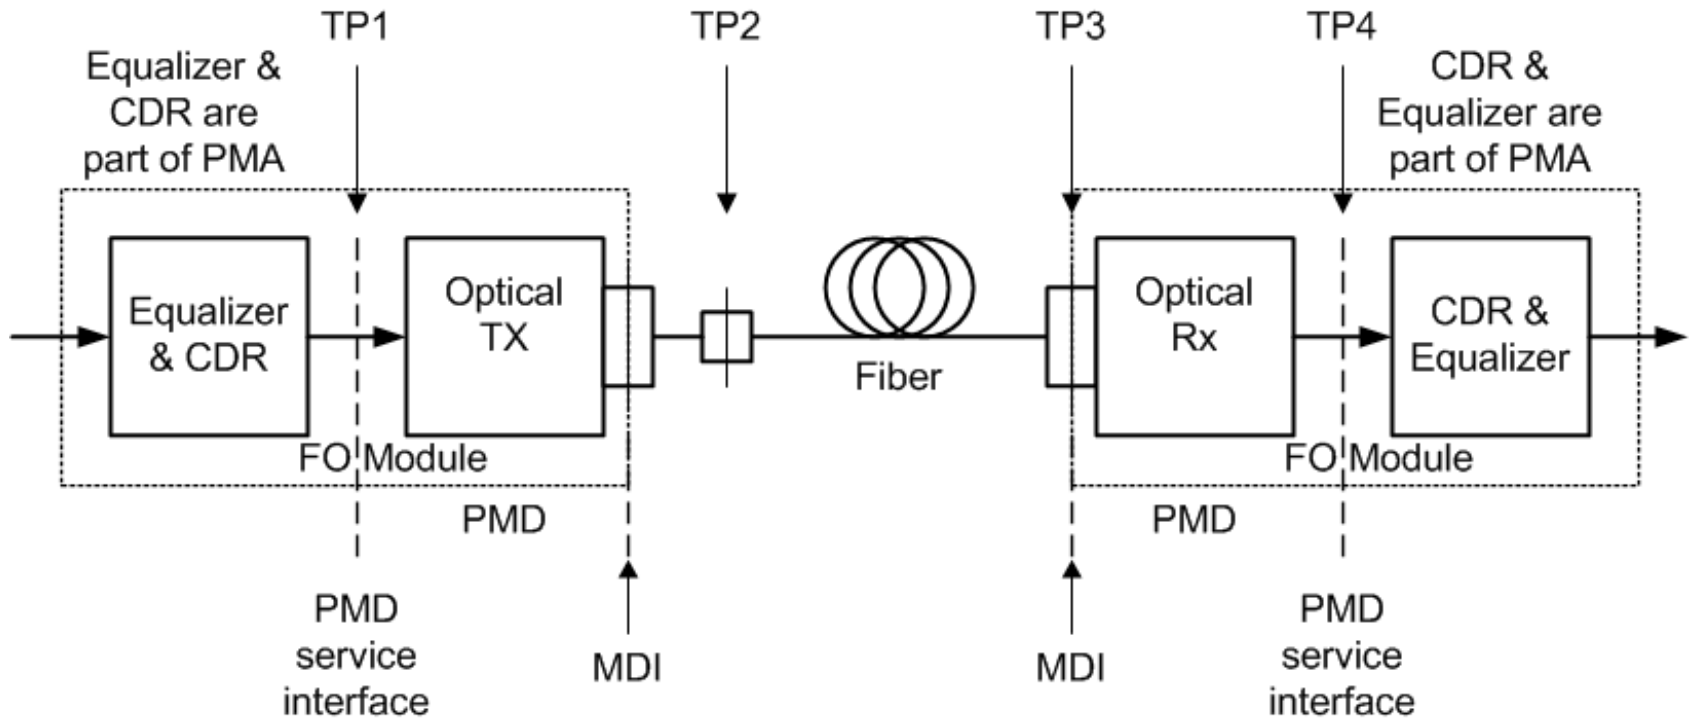 TP1
TP2
TP3
TP4
Equalizer &
CDR are
part of PMA
CDR &
Equalizer are
part of PMA
Equalizer
& CDR
Optical
TX
Fiber
Optical
Rx
CDR &
Equalizer
FO Module
FO Module
PMD
PMD
PMD
service
interface
MDI
MDI
PMD
service
interface